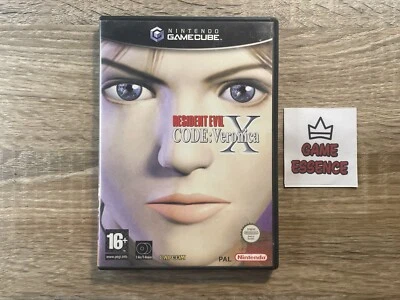 NINTENDO
GAMECUBE
RESIDENT EVIL
CODE:Veronica
X
GAME
ESSENCE
16+
CAPCOM
PAL
Nintendo